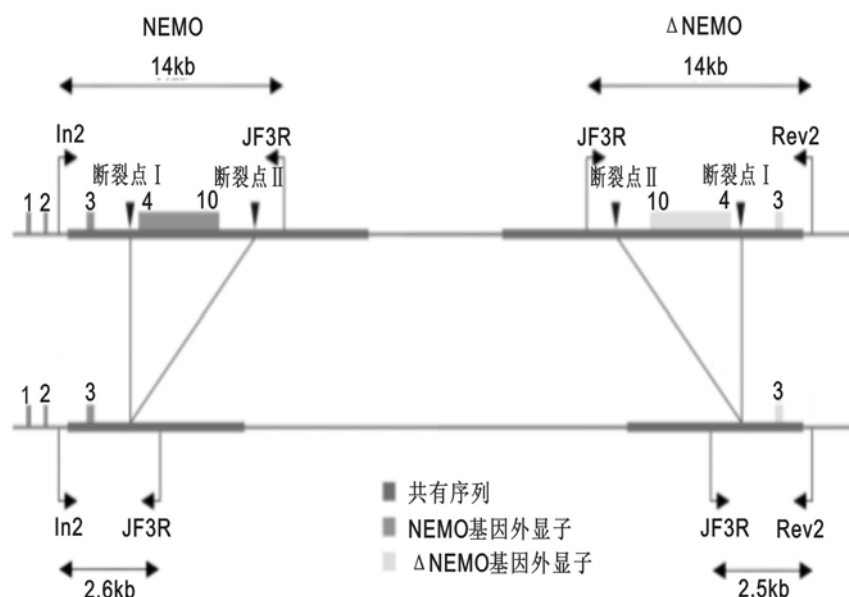 NEMO
ΔNEMO
14kb
14kb
In2
JF3R
JF3R
Rev2
断裂点Ⅰ
断裂点Ⅱ
断裂点Ⅱ
断裂点Ⅰ
1 2 3 4 10
10 4 3
1 2 3
3
In2
JF3R
JF3R
Rev2
2.6kb
2.5kb
共有序列
NEMO基因外显子
ΔNEMO基因外显子